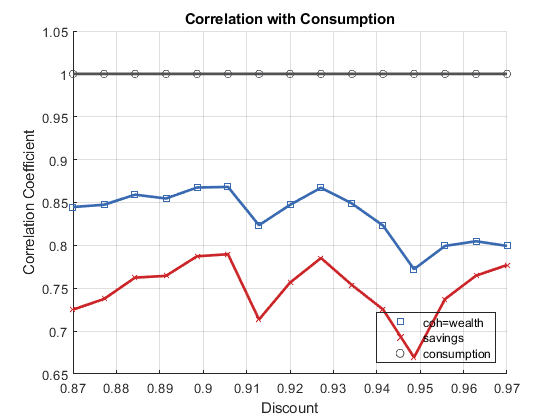 Correlation with Consumption
1.05
1
0.95
0.9
0.85
0.8
0.75
0.7
0.65
Correlation Coefficient
coh=wealth
savings
consumption
0.87 0.88 0.89 0.9 0.91 0.92 0.93 0.94 0.95 0.96 0.97
Discount